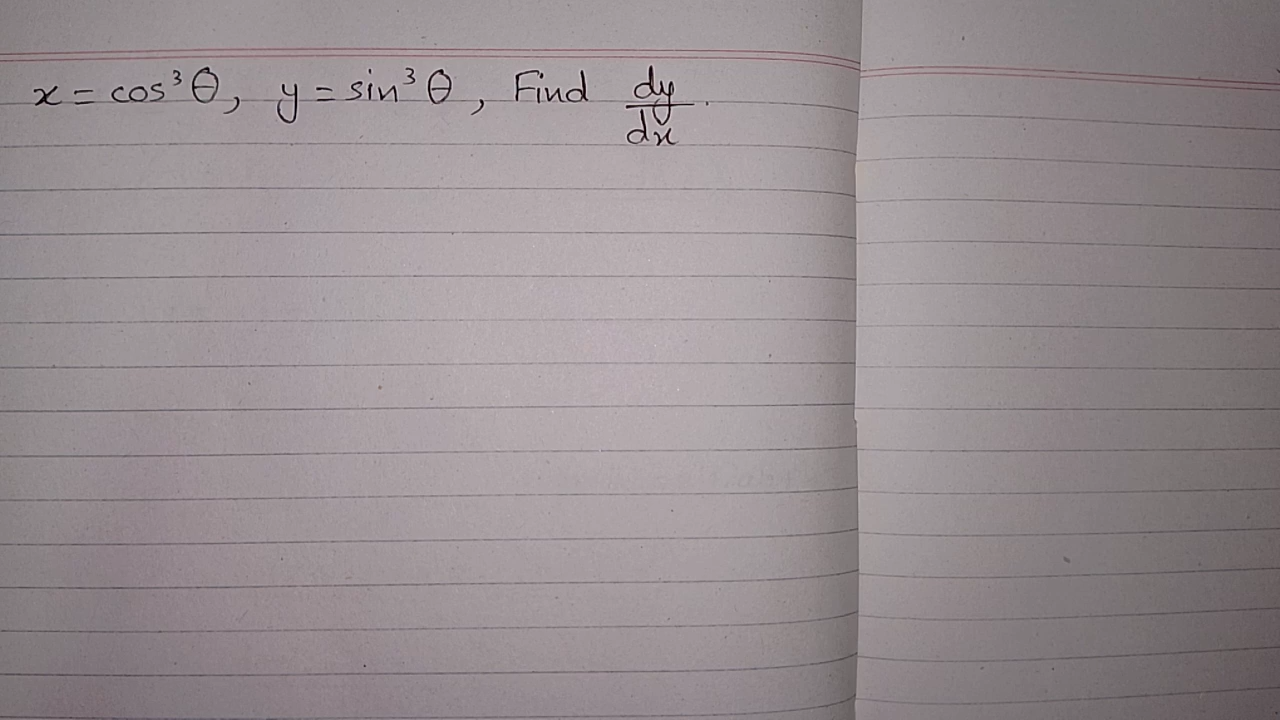 x = cos³θ, y = sin³θ, Find dy/dx.